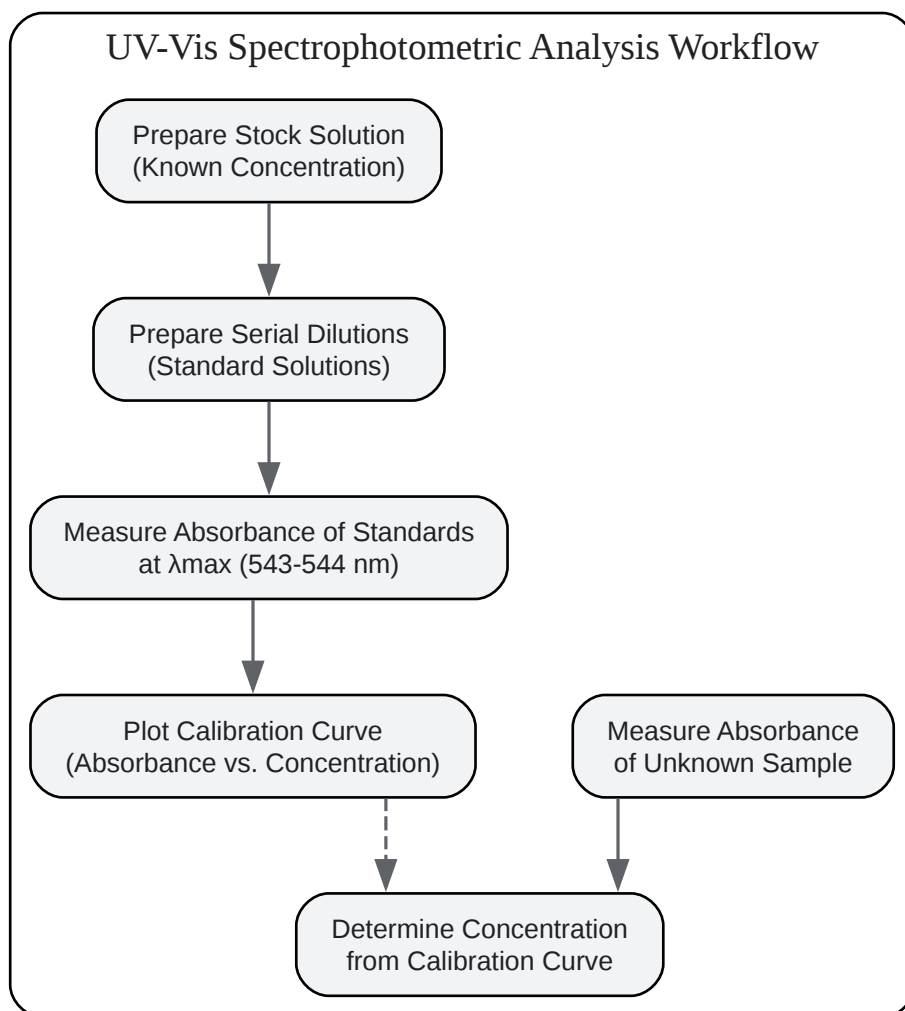 UV-Vis Spectrophotometric Analysis Workflow
Prepare Stock Solution
(Known Concentration)
Prepare Serial Dilutions
(Standard Solutions)
Measure Absorbance of Standards
at λmax (543-544 nm)
Plot Calibration Curve
(Absorbance vs. Concentration)
Measure Absorbance
of Unknown Sample
Determine Concentration
from Calibration Curve